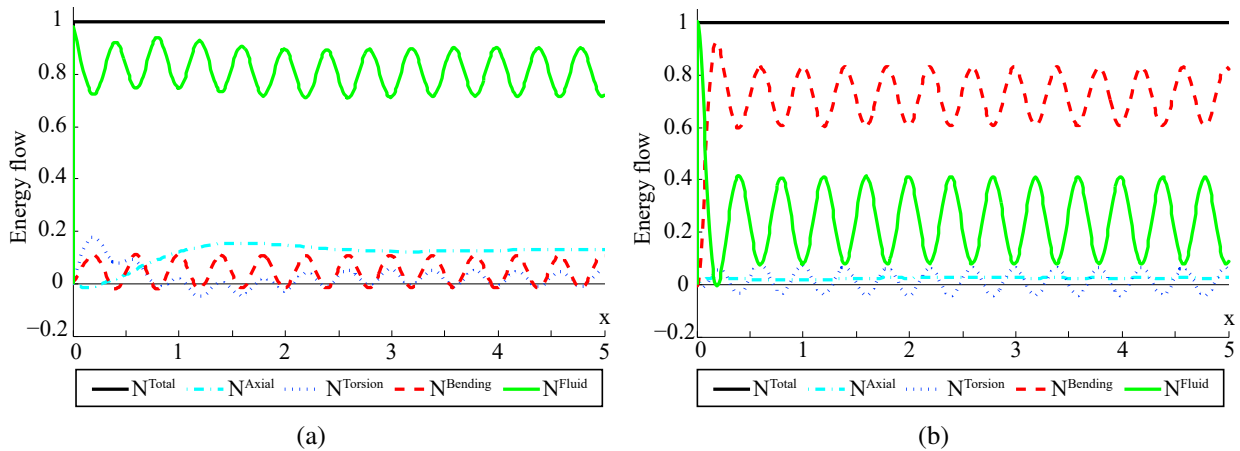 1
0.8
0.6
0.4
0.2
0
−0.2
Energy flow
x
0 1 2 3 4 5
N^Total N^Axial N^Torsion N^Bending N^Fluid
(a)
1
0.8
0.6
0.4
0.2
0
−0.2
Energy flow
x
0 1 2 3 4 5
N^Total N^Axial N^Torsion N^Bending N^Fluid
(b)